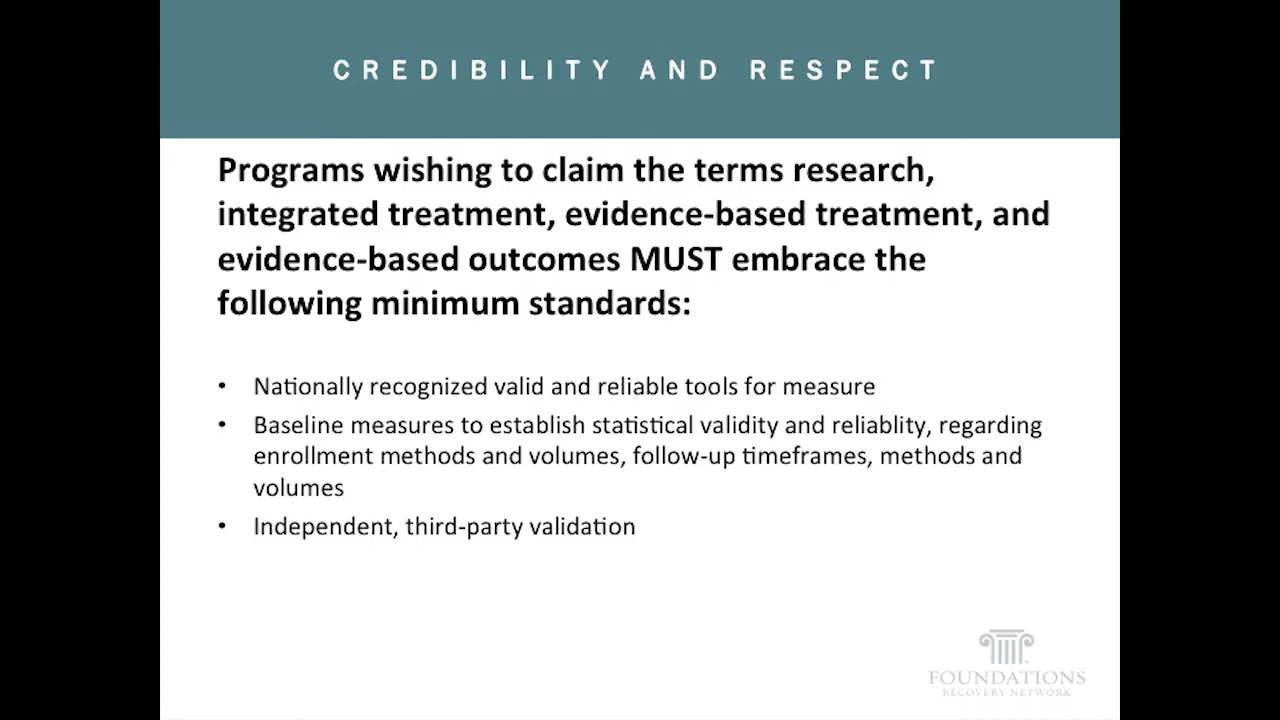 CREDIBILITY AND RESPECT
Programs wishing to claim the terms research,
integrated treatment, evidence-based treatment, and
evidence-based outcomes MUST embrace the
following minimum standards:
• Nationally recognized valid and reliable tools for measure
• Baseline measures to establish statistical validity and reliablity, regarding
enrollment methods and volumes, follow-up timeframes, methods and
volumes
• Independent, third-party validation
FOUNDATIONS
RECOVERY NETWORK